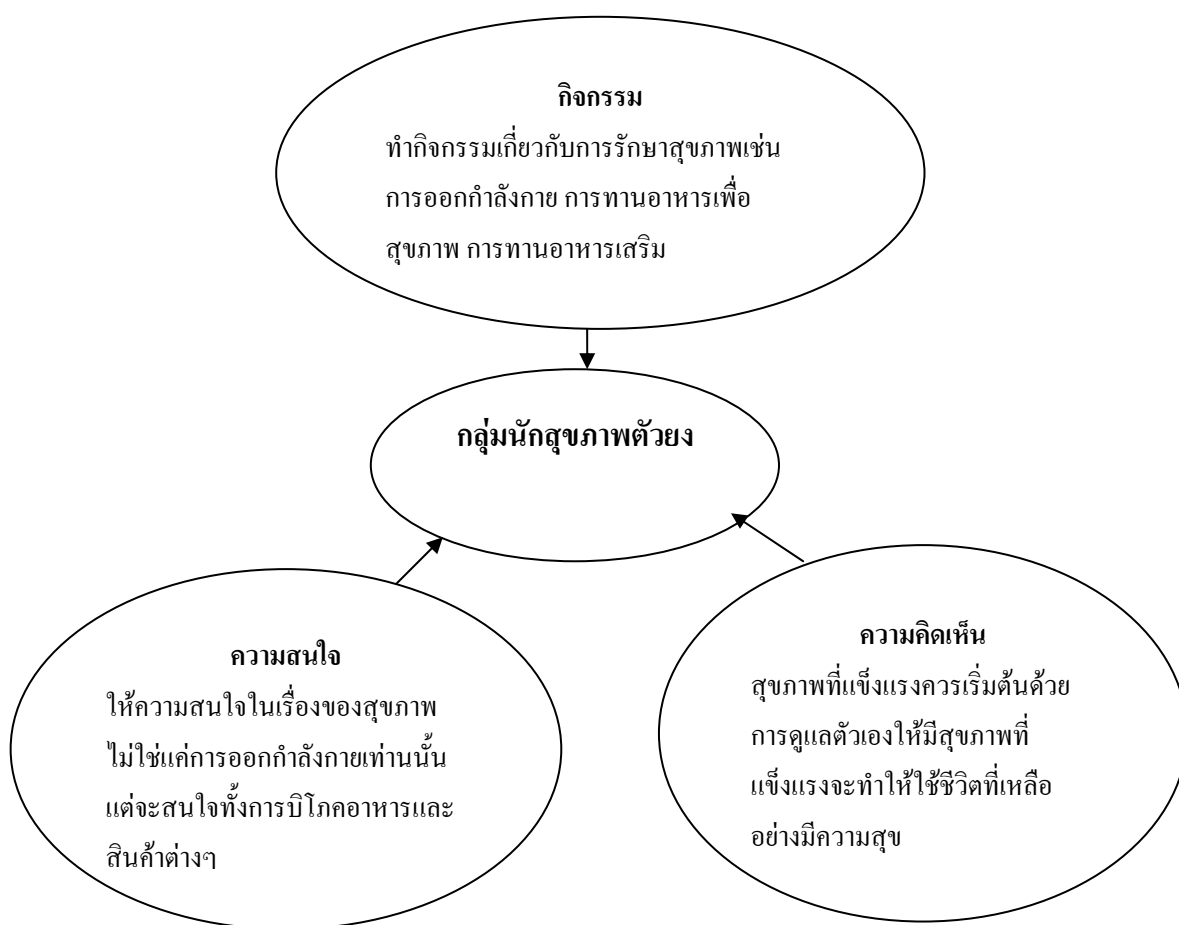 กิจกรรม
ทำกิจกรรมเกี่ยวกับการรักษาสุขภาพเช่น
การออกกำลังกาย การทานอาหารเพื่อ
สุขภาพ การทานอาหารเสริม
กลุ่มนักสุขภาพตัวยง
ความสนใจ
ให้ความสนใจในเรื่องของสุขภาพ
ไม่ใช่แค่การออกกำลังกายเท่านนั้น
แต่จะสนใจทั้งการบิโภคอาหารและ
สินค้าต่างๆ
ความคิดเห็น
สุขภาพที่แข็งแรงควรเริ่มต้นด้วย
การดูแลตัวเองให้มีสุขภาพที่
แข็งแรงจะทำให้ใช้ชีวิตที่เหลือ
อย่างมีความสุข